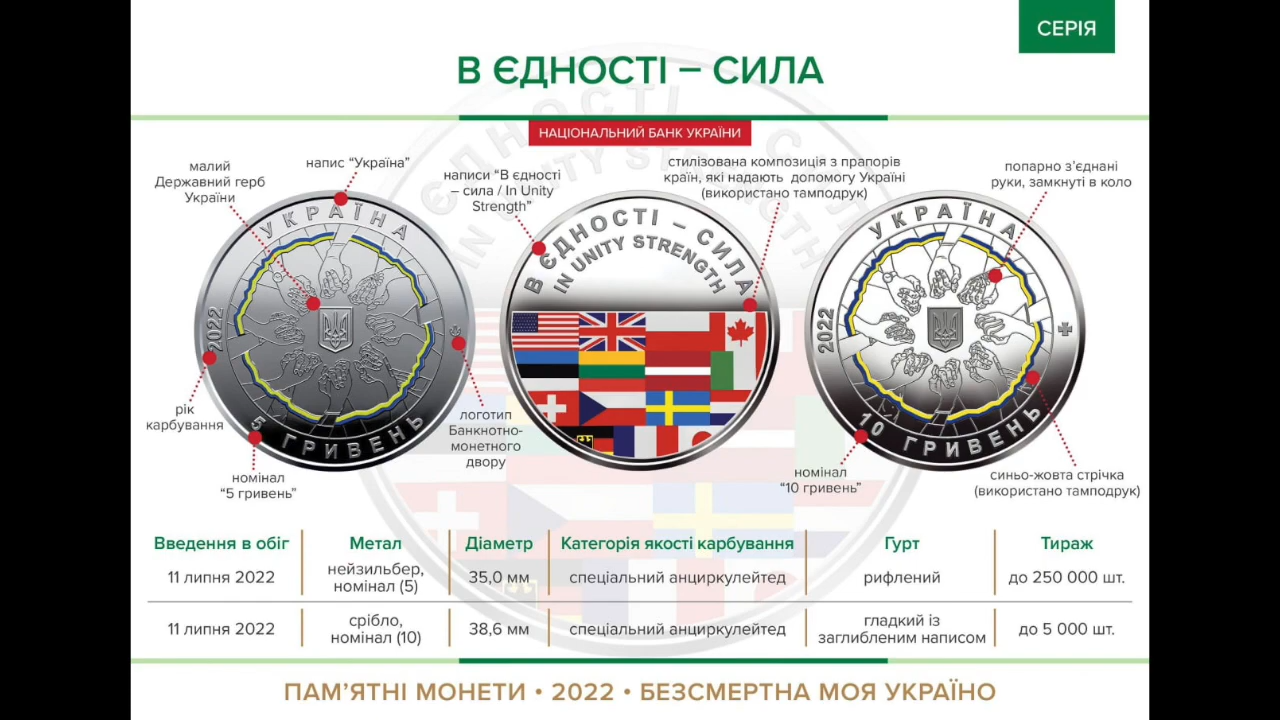 СЕРІЯ
В ЄДНОСТІ – СИЛА
НАЦІОНАЛЬНИЙ БАНК УКРАЇНИ
малий
Державний герб
України
напис “Україна”
написи “В єдності
– сила / In Unity
Strength”
стилізована композиція з прапорів
країн, які надають допомогу Україні
(використано тамподрук)
попарно з’єднані
руки, замкнуті в коло
УКРАЇНА
2022
5 ГРИВЕНЬ
В ЄДНОСТІ – СИЛА
IN UNITY STRENGTH
УКРАЇНА
2022
10 ГРИВЕНЬ
рік
карбування
номінал
“5 гривень”
логотип
Банкнотно-
монетного
двору
номінал
“10 гривень”
синьо-жовта стрічка
(використано тамподрук)
Введення в обіг Метал Діаметр Категорія якості карбування Гурт Тираж
11 липня 2022 нейзильбер, номінал (5) 35,0 мм спеціальний анциркулейтед рифлений до 250 000 шт.
11 липня 2022 срібло, номінал (10) 38,6 мм спеціальний анциркулейтед гладкий із заглибленим написом до 5 000 шт.
ПАМ’ЯТНІ МОНЕТИ • 2022 • БЕЗСМЕРТНА МОЯ УКРАЇНО